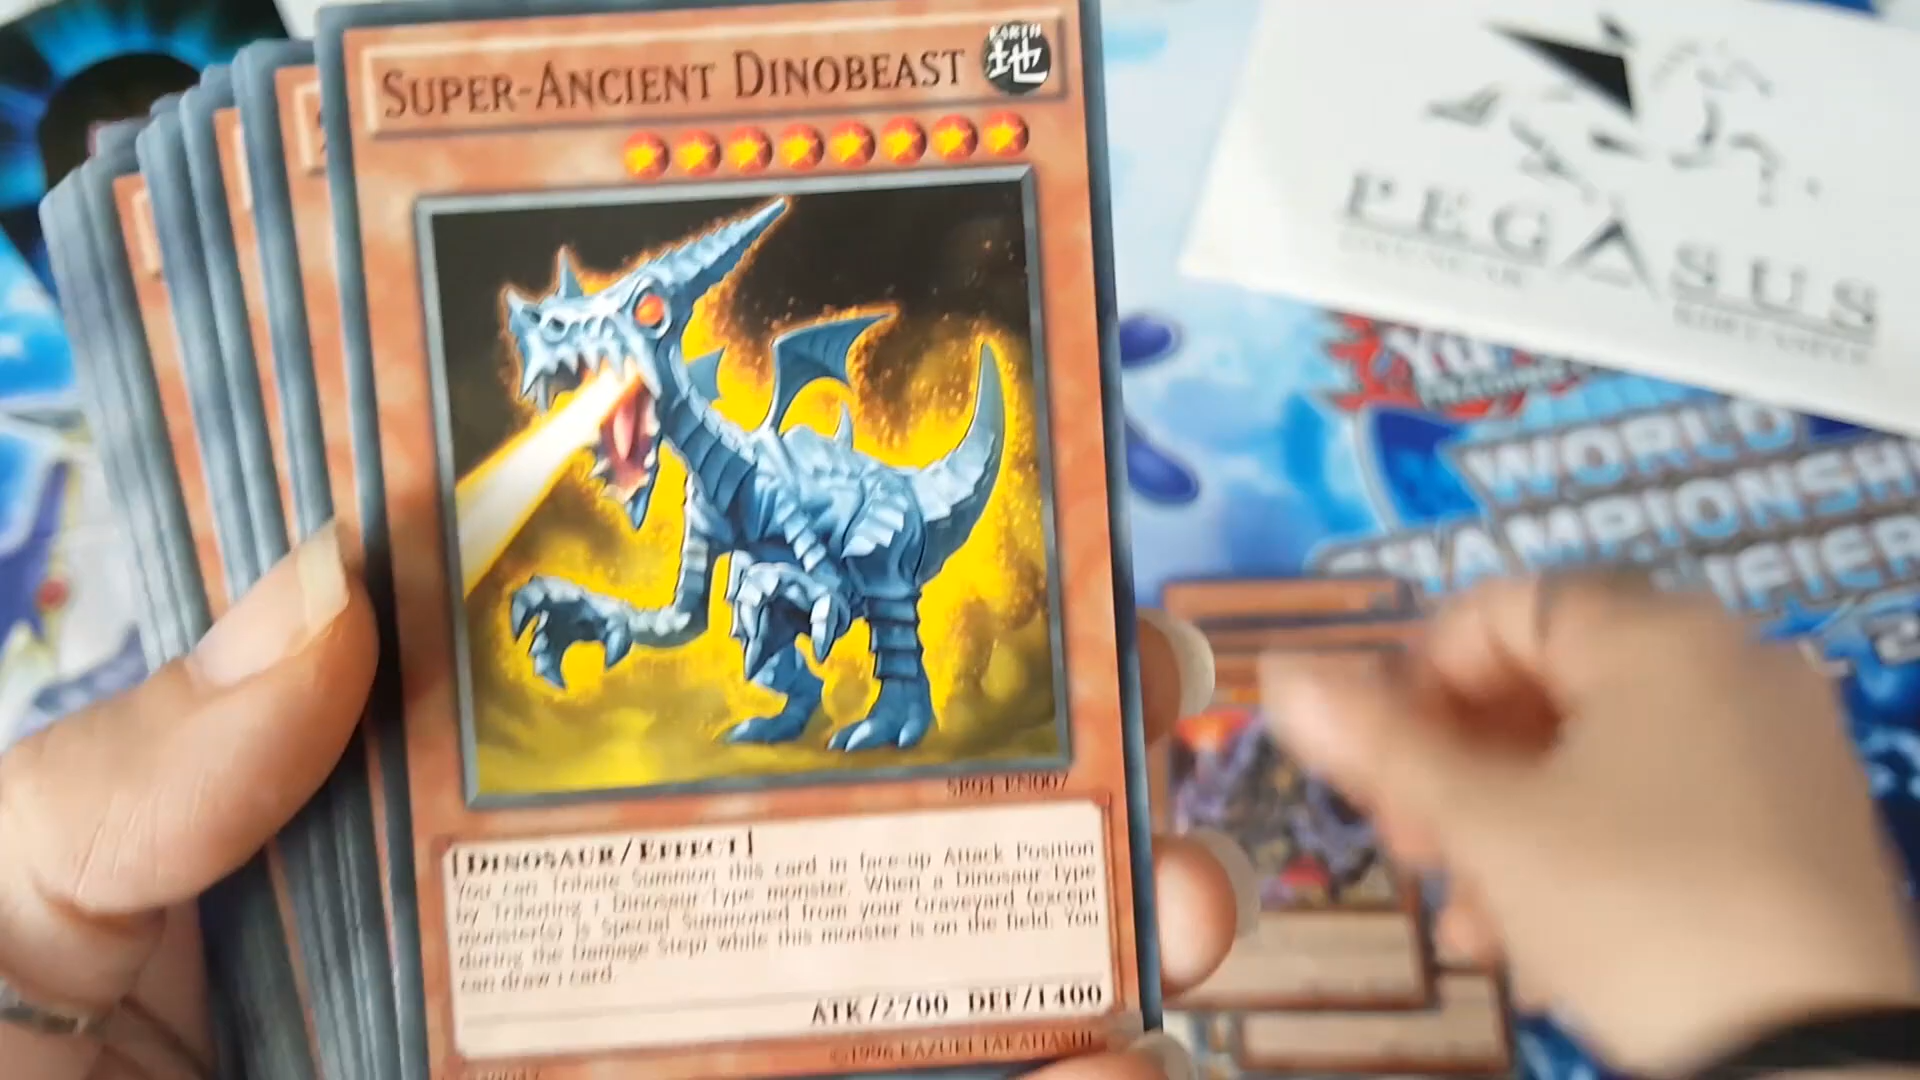 SUPER-ANCIENT DINOBEAST
EARTH
地
SR04-EN007
[DINOSAUR/EFFECT]
You can Tribute Summon this card in face-up Attack Position
by Tributing 1 Dinosaur-Type monster. When a Dinosaur-Type
monster(s) is Special Summoned from your Graveyard (except
during the Damage Step) while this monster is on the field: You
can draw 1 card.
ATK/2700 DEF/1400
©1996 KAZUKI TAKAHASHI
PEGASUS
WORLD
CHAMPIONSH
IFIER